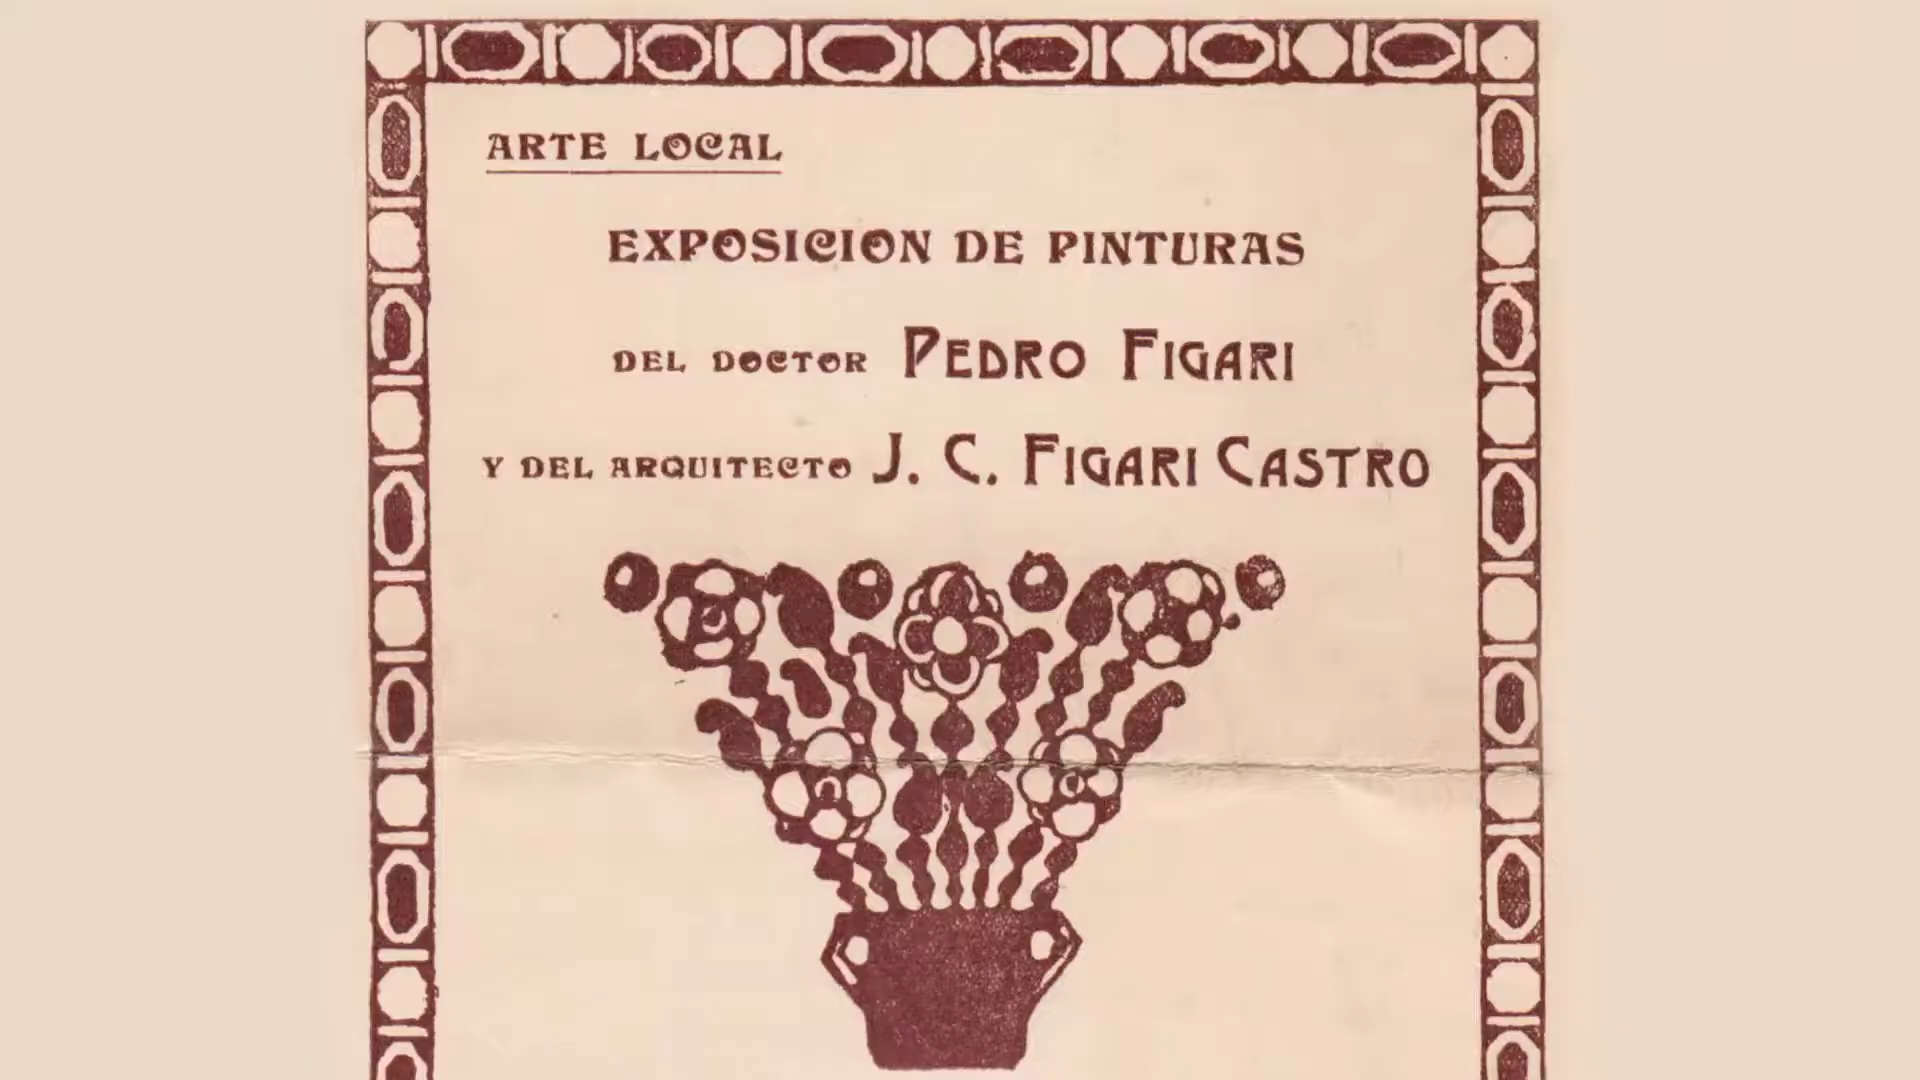 ARTE LOCAL
EXPOSICION DE PINTURAS
DEL DOCTOR PEDRO FIGARI
Y DEL ARQUITECTO J. C. FIGARI CASTRO